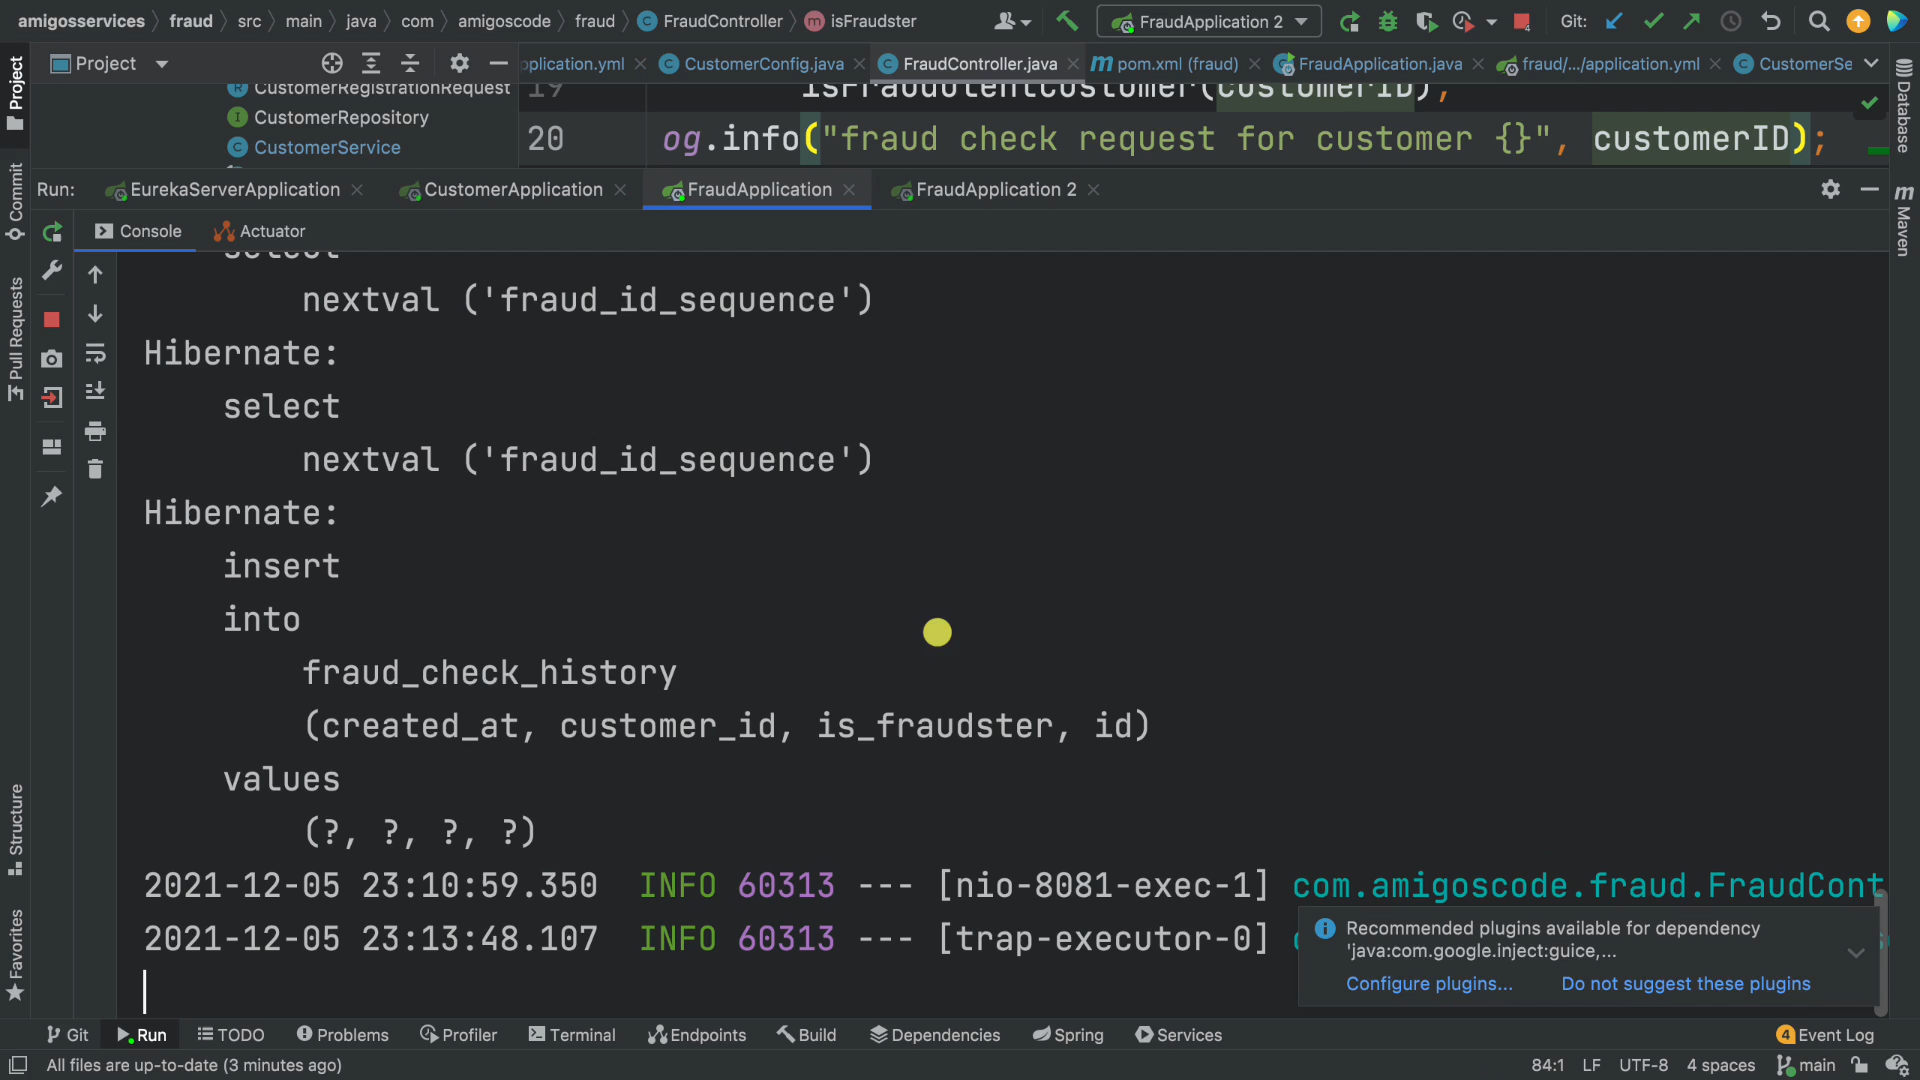 amigosservices fraud src main java com amigoscode fraud FraudController isFraudster FraudApplication 2 Git:
Project pplication.yml CustomerConfig.java FraudController.java pom.xml (fraud) FraudApplication.java fraud/.../application.yml CustomerSe
CustomerRegistrationRequest
CustomerRepository
CustomerService
19 isFraudulentCustomer(customerID),
20 og.info("fraud check request for customer {}", customerID);
Run: EurekaServerApplication CustomerApplication FraudApplication FraudApplication 2
Console Actuator
select
nextval ('fraud_id_sequence')
Hibernate:
select
nextval ('fraud_id_sequence')
Hibernate:
insert
into
fraud_check_history
(created_at, customer_id, is_fraudster, id)
values
(?, ?, ?, ?)
2021-12-05 23:10:59.350 INFO 60313 --- [nio-8081-exec-1] com.amigoscode.fraud.FraudCont
2021-12-05 23:13:48.107 INFO 60313 --- [trap-executor-0]
Recommended plugins available for dependency
'java:com.google.inject:guice,...
Configure plugins... Do not suggest these plugins
Project
Commit
Pull Requests
Structure
Favorites
Database
Maven
Git Run TODO Problems Profiler Terminal Endpoints Build Dependencies Spring Services 4 Event Log
All files are up-to-date (3 minutes ago) 84:1 LF UTF-8 4 spaces main